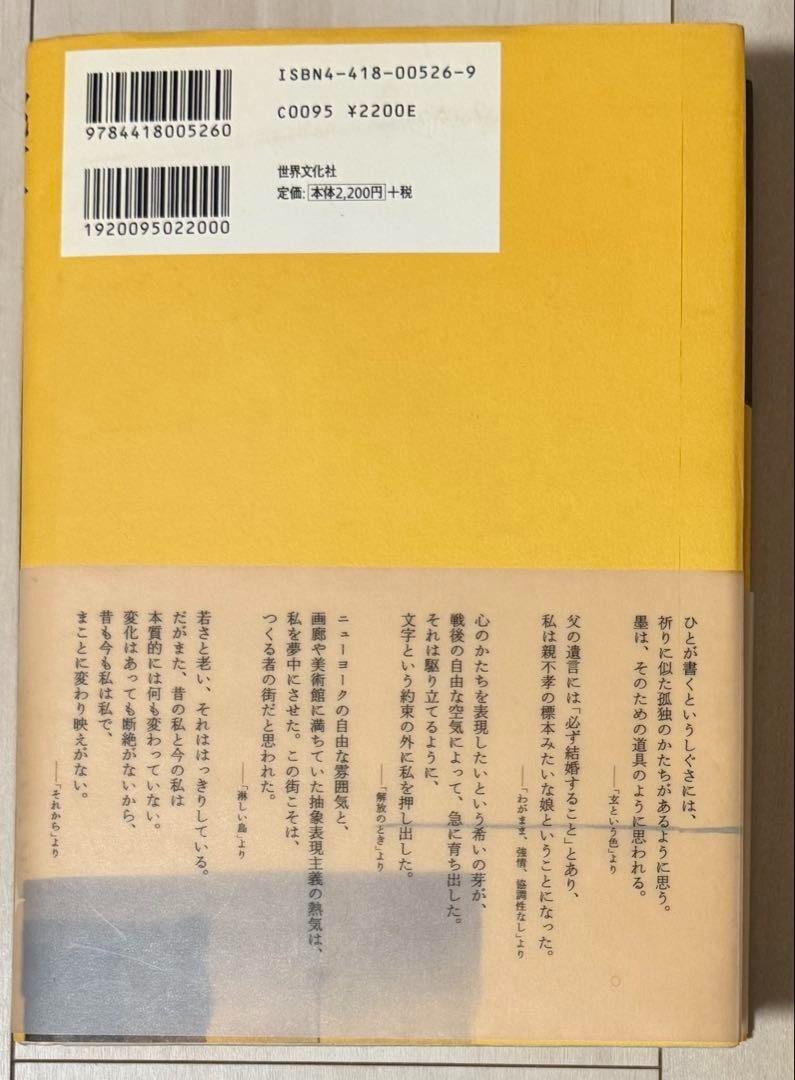 ISBN4-418-00526-9
C0095 ¥2200E
9784418005260
世界文化社
定価:本体2,200円+税
1920095022000
ひとが書くというしぐさには、
祈りに似た孤独のかたちがあるように思う。
墨は、そのための道具のように思われる。
——「玄という色」より
父の遺言には「必ず結婚すること」とあり、
私は親不孝の標本みたいな娘ということになった。
——「わがまま、強情、協調性なし」より
心のかたちを表現したいという希いの芽が、
戦後の自由な空気によって、急に育ち出した。
それは駆り立てるように、
文字という約束の外に私を押し出した。
——「解放のとき」より
ニューヨークの自由な雰囲気と、
画廊や美術館に満ちていた抽象表現主義の熱気は、
私を夢中にさせた。この街こそは、
つくる者の街だと思われた。
——「淋しい島」より
若さと老い、それははっきりしている。
だがまた、昔の私と今の私は
本質的には何も変わっていない。
変化はあっても断絶がないから、
昔も今も私は私で、
まことに変わり映えがない。
——「それから」より